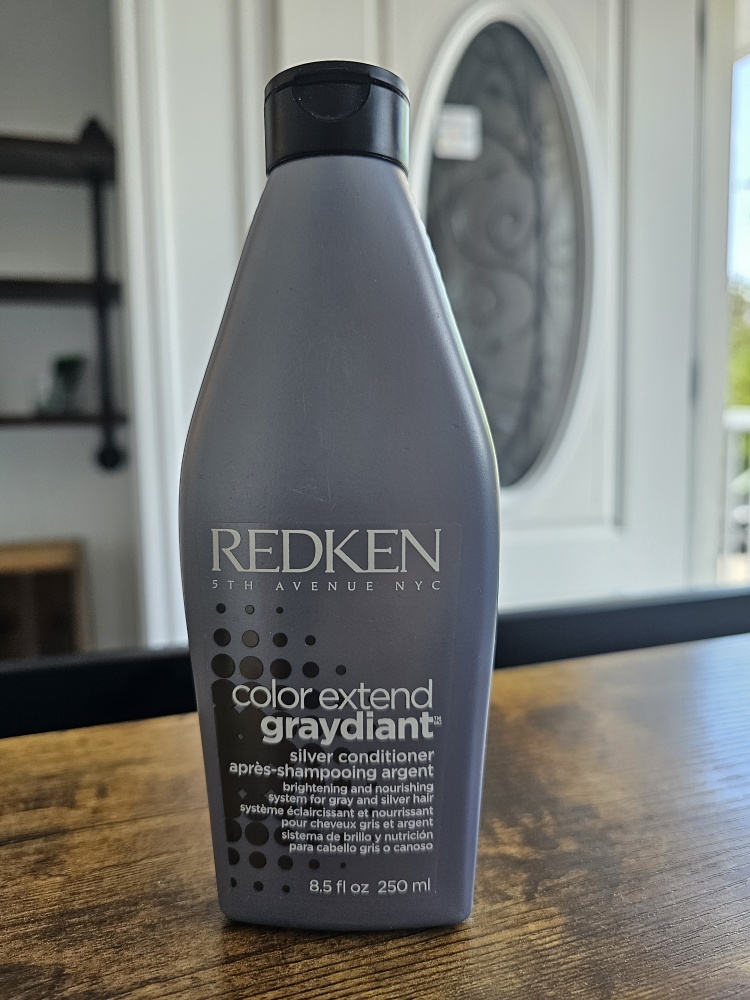 REDKEN
5TH AVENUE NYC
color extend
graydiant™
silver conditioner
après-shampooing argent
brightening and nourishing
system for gray and silver hair
système éclaircissant et nourrissant
pour cheveux gris et argent
sistema de brillo y nutrición
para cabello gris o canoso
8.5 fl oz 250 ml